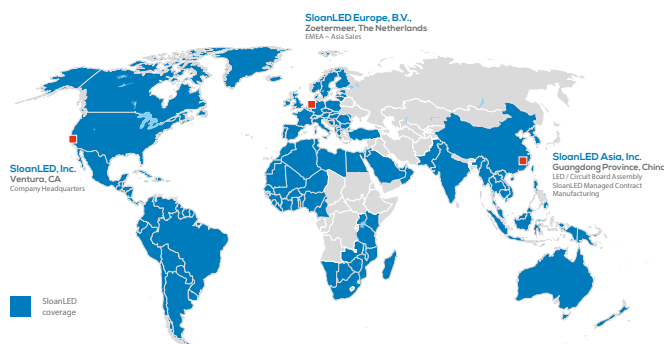 SloanLED Europe, B.V.,
Zoetermeer, The Netherlands
EMEA ~ Asia Sales
SloanLED, Inc.
Ventura, CA
Company Headquarters
SloanLED Asia, Inc.
Guangdong Province, China
LED / Circuit Board Assembly
SloanLED Managed Contract
Manufacturing
SloanLED
coverage